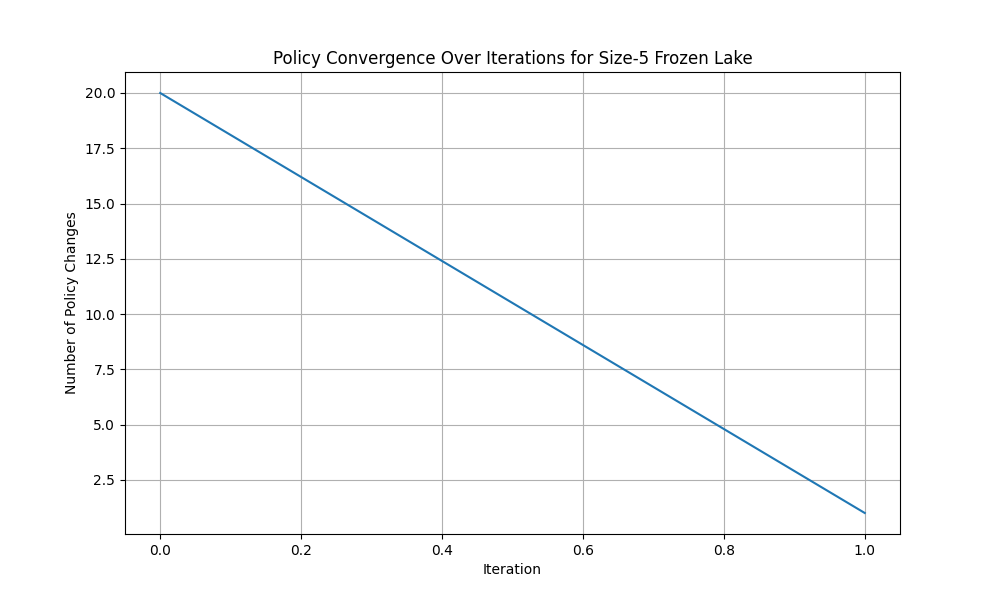 Policy Convergence Over Iterations for Size-5 Frozen Lake
20.0
17.5
15.0
12.5
10.0
7.5
5.0
2.5
Number of Policy Changes
0.0 0.2 0.4 0.6 0.8 1.0
Iteration